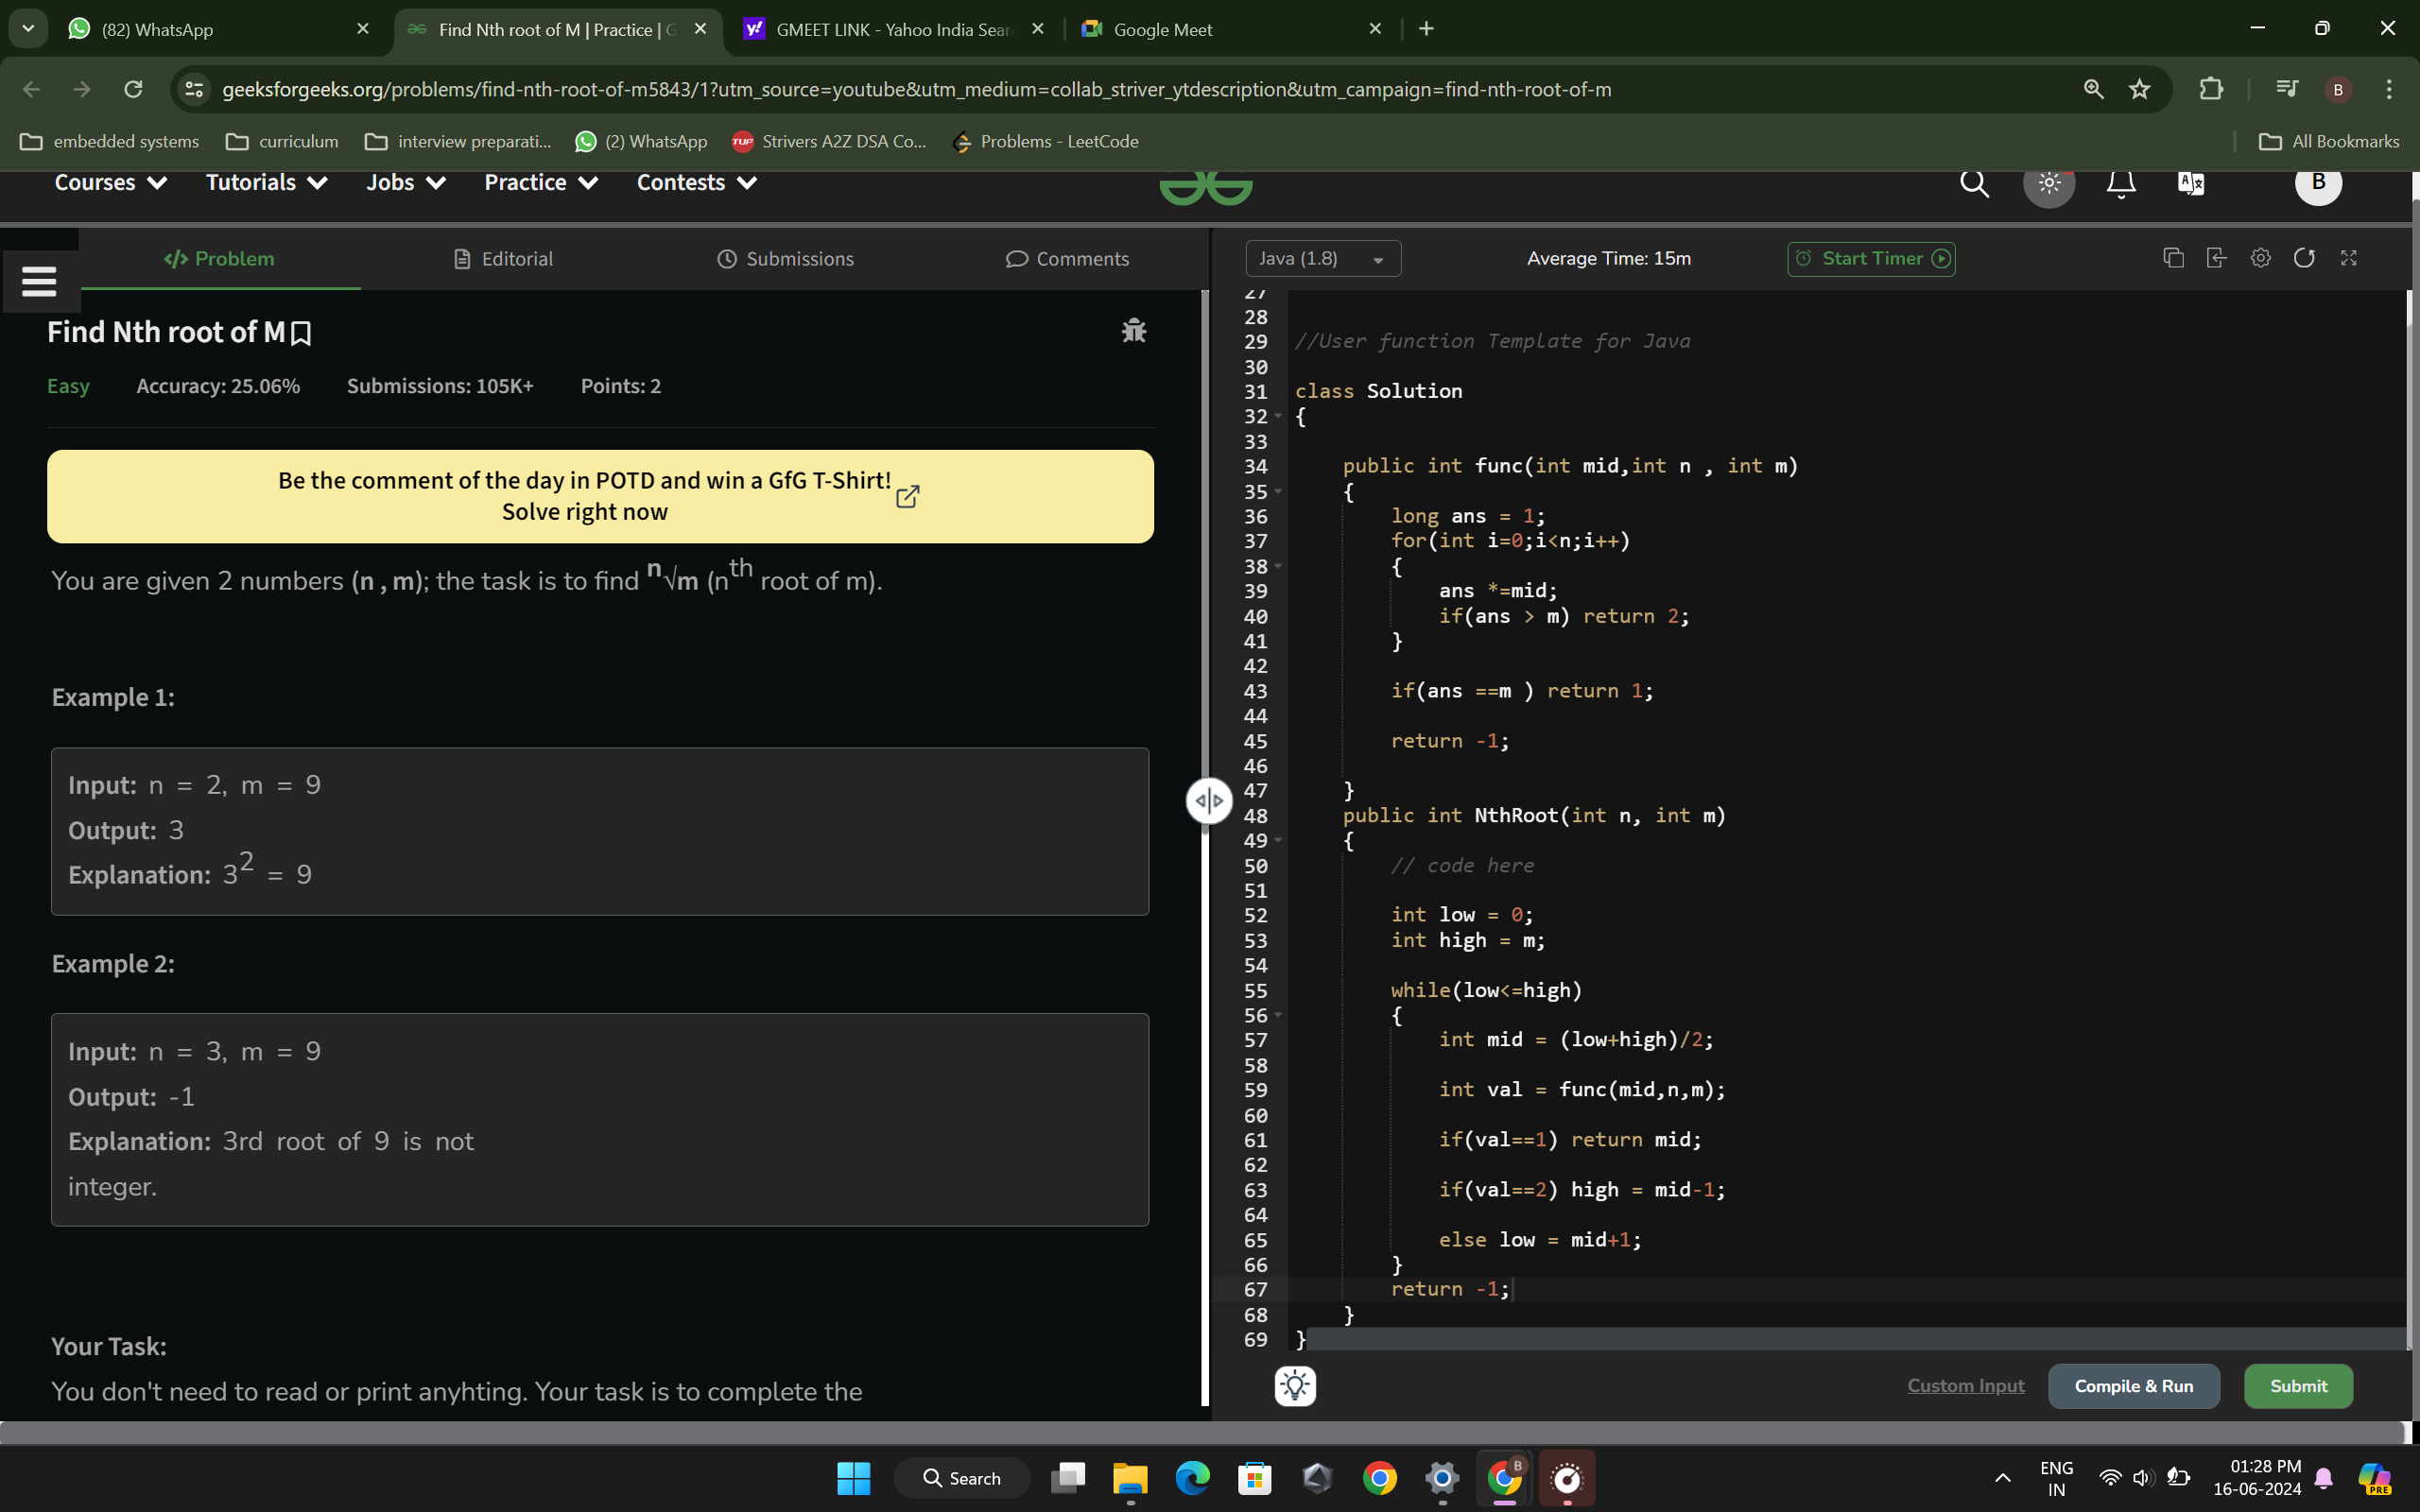 (82) WhatsApp
Find Nth root of M | Practice | G
GMEET LINK - Yahoo India Sear
Google Meet
geeksforgeeks.org/problems/find-nth-root-of-m5843/1?utm_source=youtube&utm_medium=collab_striver_ytdescription&utm_campaign=find-nth-root-of-m
B
embedded systems
curriculum
interview preparati...
(2) WhatsApp
TUF
Strivers A2Z DSA Co...
Problems - LeetCode
All Bookmarks
Courses
Tutorials
Jobs
Practice
Contests
B
Problem
Editorial
Submissions
Comments
Find Nth root of M
Easy
Accuracy: 25.06%
Submissions: 105K+
Points: 2
Be the comment of the day in POTD and win a GfG T-Shirt!
Solve right now
You are given 2 numbers (n , m); the task is to find n√m (nth root of m).
Example 1:
Input: n = 2, m = 9
Output: 3
Explanation: 3^2 = 9
Example 2:
Input: n = 3, m = 9
Output: -1
Explanation: 3rd root of 9 is not
integer.
Your Task:
You don't need to read or print anyhting. Your task is to complete the
Java (1.8)
Average Time: 15m
Start Timer
27
28
29 //User function Template for Java
30
31 class Solution
32 {
33
34 public int func(int mid,int n , int m)
35 {
36 long ans = 1;
37 for(int i=0;i<n;i++)
38 {
39 ans *=mid;
40 if(ans > m) return 2;
41 }
42
43 if(ans ==m ) return 1;
44
45 return -1;
46
47 }
48 public int NthRoot(int n, int m)
49 {
50 // code here
51
52 int low = 0;
53 int high = m;
54
55 while(low<=high)
56 {
57 int mid = (low+high)/2;
58
59 int val = func(mid,n,m);
60
61 if(val==1) return mid;
62
63 if(val==2) high = mid-1;
64
65 else low = mid+1;
66 }
67 return -1;
68 }
69 }
Custom Input
Compile & Run
Submit
Search
B
ENG
IN
01:28 PM
16-06-2024
PRE